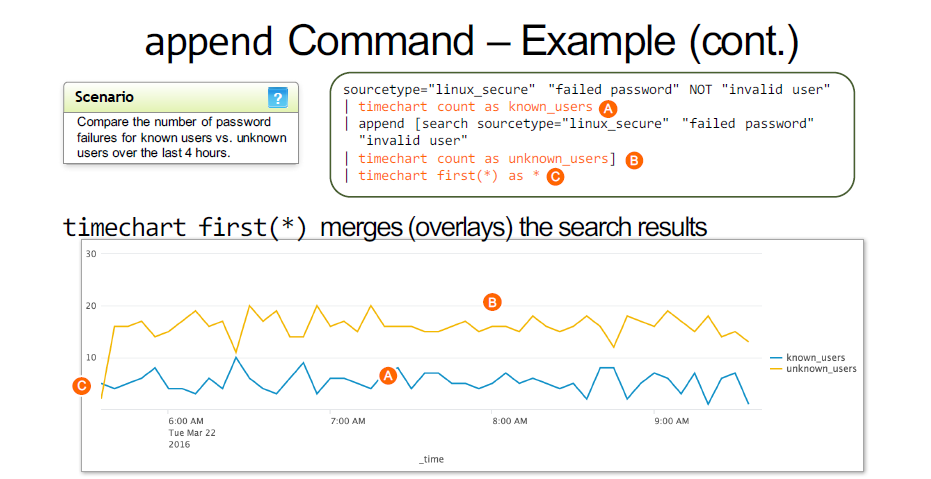 append Command – Example (cont.)
Scenario
?
Compare the number of password
failures for known users vs. unknown
users over the last 4 hours.
sourcetype="linux_secure" "failed password" NOT "invalid user"
| timechart count as known_users A
| append [search sourcetype="linux_secure" "failed password"
"invalid user"
| timechart count as unknown_users] B
| timechart first(*) as * C
timechart first(*) merges (overlays) the search results
30
20
10
A
B
C
known_users
unknown_users
6:00 AM
Tue Mar 22
2016
7:00 AM
8:00 AM
9:00 AM
_time